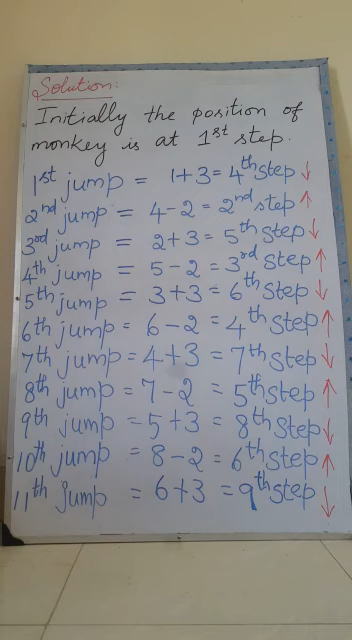 Solution:
Initially the position of
monkey is at 1st step.
1st jump = 1+3= 4th step ↓
2nd jump = 4-2= 2nd step ↑
3rd jump = 2+3= 5th step ↓
4th jump = 5-2=3rd step ↑
5th jump = 3+3= 6th step ↓
6th jump = 6-2= 4th step ↑
7th jump = 4+3= 7th step ↓
8th jump = 7-2= 5th step ↑
9th jump = 5+3= 8th step ↓
10th jump = 8-2= 6th step ↑
11th jump = 6+3 = 9th step ↓